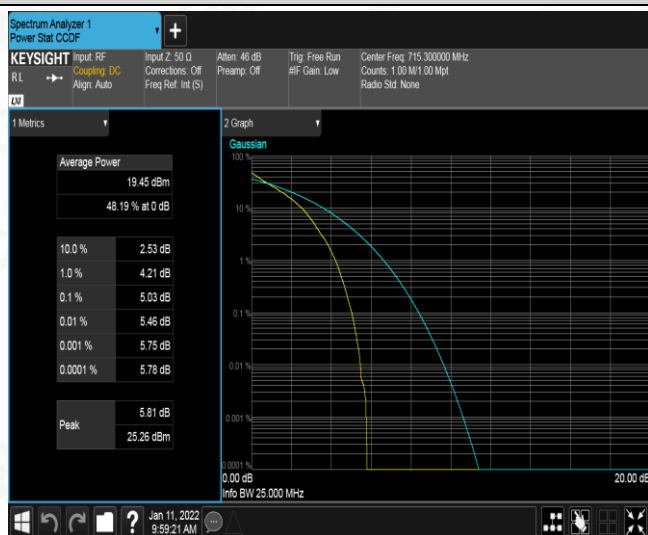 Spectrum Analyzer 1
Power Stat CCDF
KEYSIGHT
RL
LXI
Input: RF
Coupling: DC
Align: Auto
Input Z: 50 Ω
Corrections: Off
Freq Ref: Int (S)
Atten: 46 dB
Preamp: Off
Trig: Free Run
#IF Gain: Low
Center Freq: 715.300000 MHz
Counts: 1.00 M/1.00 Mpt
Radio Std: None
1 Metrics
Average Power
19.45 dBm
48.19 % at 0 dB
10.0 % 2.53 dB
1.0 % 4.21 dB
0.1 % 5.03 dB
0.01 % 5.46 dB
0.001 % 5.75 dB
0.0001 % 5.78 dB
Peak
5.81 dB
25.26 dBm
2 Graph
Gaussian
100 %
10 %
1 %
0.1 %
0.01 %
0.001 %
0.0001 %
0.00 dB 20.00 dB
Info BW 25.000 MHz
?
Jan 11, 2022
9:59:21 AM